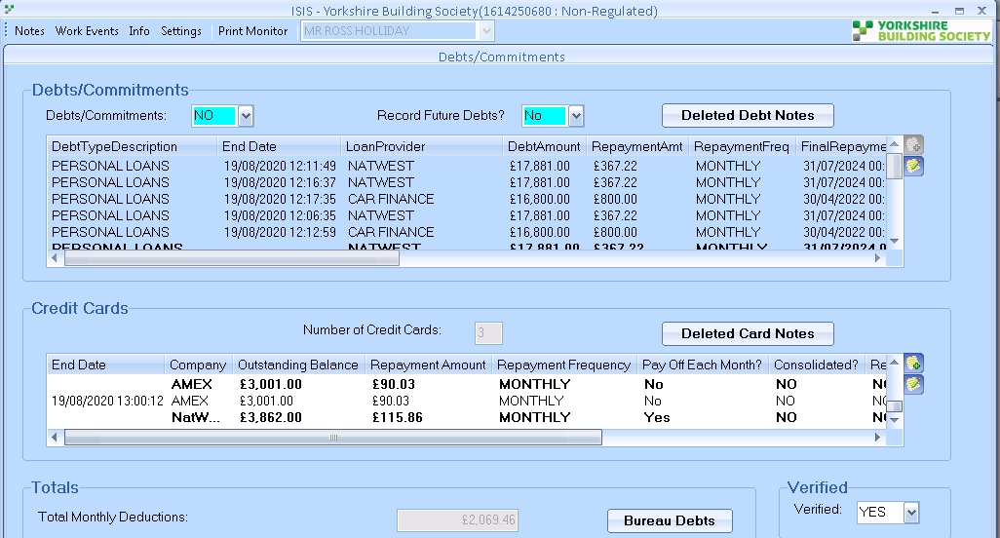 ISIS - Yorkshire Building Society(1614250680 : Non-Regulated)
Notes Work Events Info Settings Print Monitor MR ROSS HOLLIDAY YORKSHIRE BUILDING SOCIETY
Debts/Commitments
Debts/Commitments
Debts/Commitments: NO Record Future Debts? No Deleted Debt Notes
DebtTypeDescription End Date LoanProvider DebtAmount RepaymentAmt RepaymentFreq FinalRepayme
PERSONAL LOANS 19/08/2020 12:11:49 NATWEST £17,881.00 £367.22 MONTHLY 31/07/2024 00:
PERSONAL LOANS 19/08/2020 12:16:37 NATWEST £17,881.00 £367.22 MONTHLY 31/07/2024 00:
PERSONAL LOANS 19/08/2020 12:17:35 CAR FINANCE £16,800.00 £800.00 MONTHLY 30/04/2022 00:
PERSONAL LOANS 19/08/2020 12:06:35 NATWEST £17,881.00 £367.22 MONTHLY 31/07/2024 00:
PERSONAL LOANS 19/08/2020 12:12:59 CAR FINANCE £16,800.00 £800.00 MONTHLY 30/04/2022 00:
PERSONAL LOANS NATWEST £17,881.00 £367.22 MONTHLY 31/07/2024 0
Credit Cards
Number of Credit Cards: 3 Deleted Card Notes
End Date Company Outstanding Balance Repayment Amount Repayment Frequency Pay Off Each Month? Consolidated? Re
AMEX £3,001.00 £90.03 MONTHLY No NO NO
19/08/2020 13:00:12 AMEX £3,001.00 £90.03 MONTHLY No NO NO
NatW... £3,862.00 £115.86 MONTHLY Yes NO NO
Totals Verified
Total Monthly Deductions: £2,069.46 Bureau Debts Verified: YES